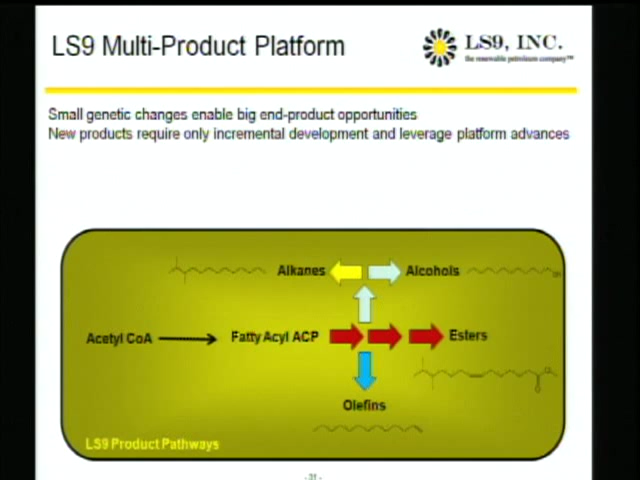 LS9 Multi-Product Platform
LS9, INC.
the renewable petroleum company™
Small genetic changes enable big end-product opportunities
New products require only incremental development and leverage platform advances
Alkanes
Alcohols
OH
Acetyl CoA
Fatty Acyl ACP
Esters
Olefins
LS9 Product Pathways
- 31 -